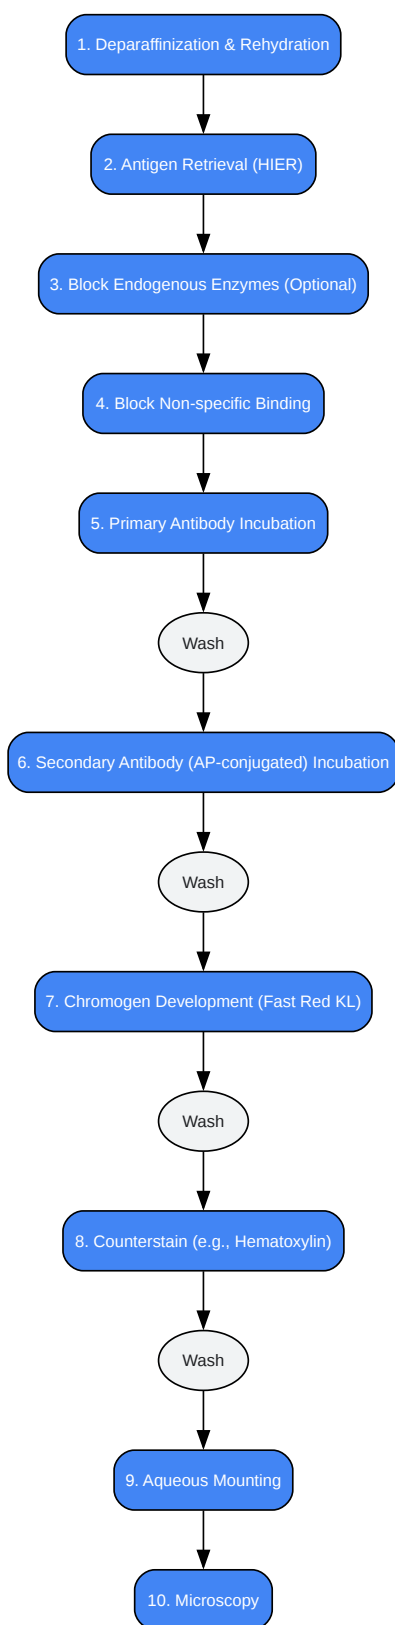 1. Deparaffinization & Rehydration
2. Antigen Retrieval (HIER)
3. Block Endogenous Enzymes (Optional)
4. Block Non-specific Binding
5. Primary Antibody Incubation
Wash
6. Secondary Antibody (AP-conjugated) Incubation
Wash
7. Chromogen Development (Fast Red KL)
Wash
8. Counterstain (e.g., Hematoxylin)
Wash
9. Aqueous Mounting
10. Microscopy